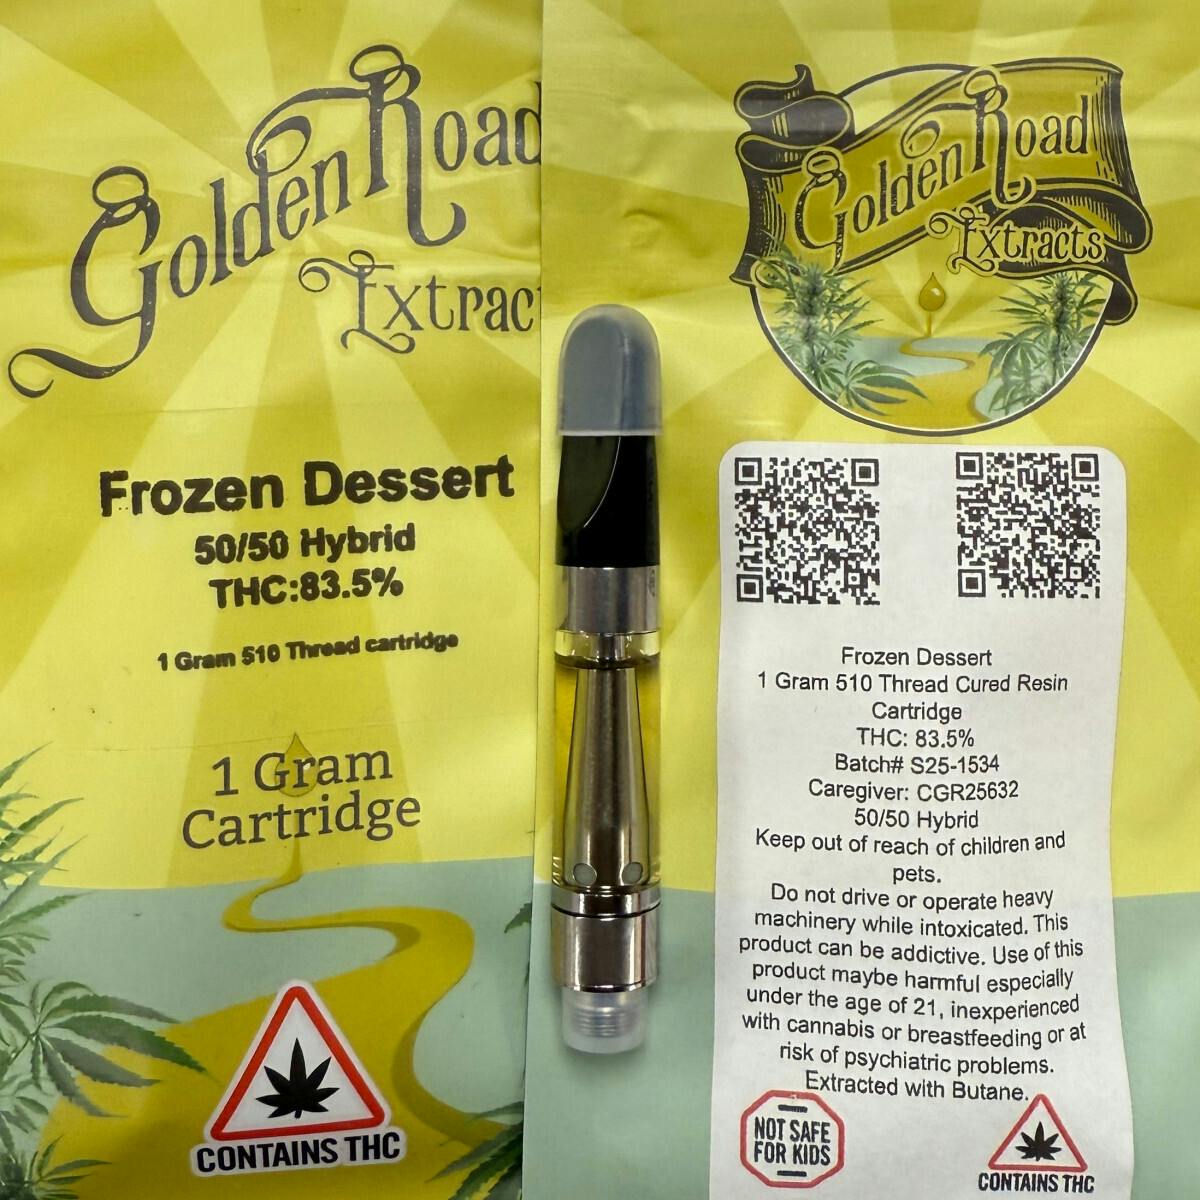 Golden Road
Extrac
Frozen Dessert
50/50 Hybrid
THC:83.5%
1 Gram 510 Thread cartridge
1 Gram
Cartridge
CONTAINS THC
Golden Road
Extracts
Frozen Dessert
1 Gram 510 Thread Cured Resin
Cartridge
THC: 83.5%
Batch# S25-1534
Caregiver: CGR25632
50/50 Hybrid
Keep out of reach of children and
pets.
Do not drive or operate heavy
machinery while intoxicated. This
product can be addictive. Use of this
product maybe harmful especially
under the age of 21, inexperienced
with cannabis or breastfeeding or at
risk of psychiatric problems.
Extracted with Butane.
NOT SAFE
FOR KIDS
CONTAINS THC